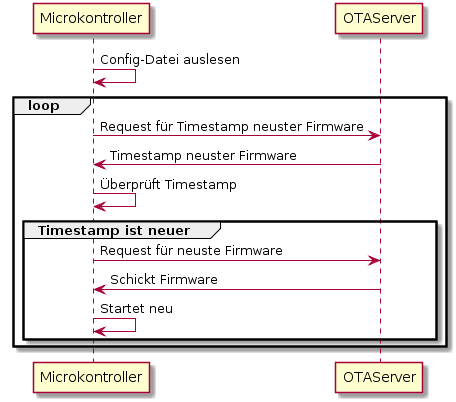 Microkontroller OTAServer
Config-Datei auslesen
loop
Request für Timestamp neuster Firmware
Timestamp neuster Firmware
Überprüft Timestamp
Timestamp ist neuer
Request für neuste Firmware
Schickt Firmware
Startet neu
Microkontroller OTAServer